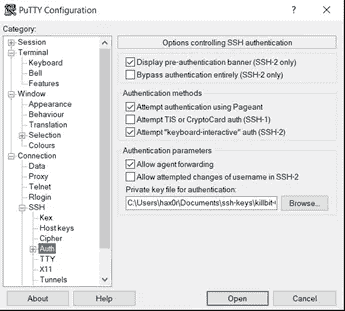 PuTTY Configuration
Category:
Session
Terminal
Keyboard
Bell
Features
Window
Appearance
Behaviour
Translation
Selection
Colours
Connection
Data
Proxy
Telnet
Rlogin
SSH
Kex
Host keys
Cipher
Auth
TTY
X11
Tunnels
Options controlling SSH authentication
Display pre-authentication banner (SSH-2 only)
Bypass authentication entirely (SSH-2 only)
Authentication methods
Attempt authentication using Pageant
Attempt TIS or CryptoCard auth (SSH-1)
Attempt "keyboard-interactive" auth (SSH-2)
Authentication parameters
Allow agent forwarding
Allow attempted changes of username in SSH-2
Private key file for authentication:
C:\Users\hax0r\Documents\ssh-keys\killbit-
Browse...
About
Help
Open
Cancel